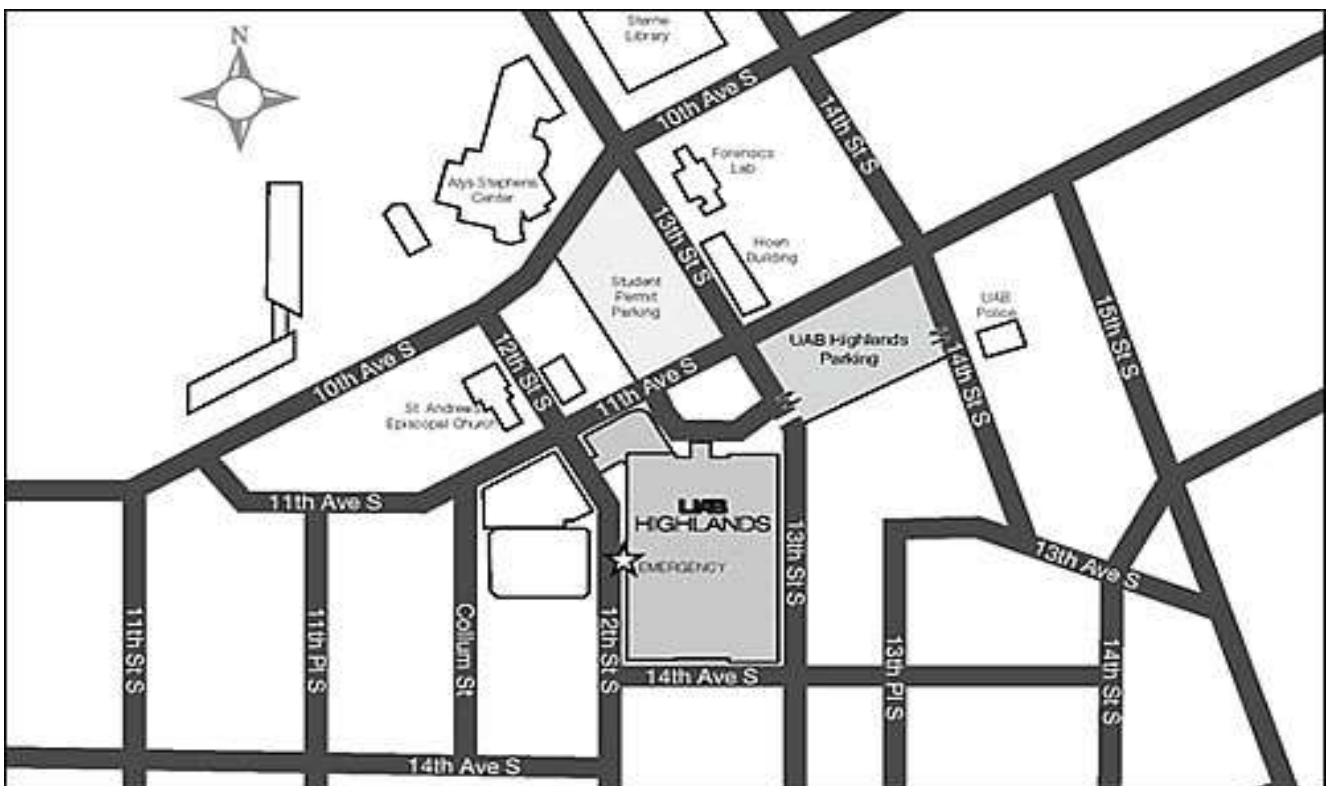 N
Sterne
Library
10th Ave S
14th St S
Alys Stephens
Center
Forensics
Lab
13th St S
Hoen
Building
Student
Permit
Parking
UAB Highlands
Parking
UAB
Police
15th St S
10th Ave S
12th St S
11th Ave S
14th St S
St. Andrew's
Episcopal Church
11th Ave S
UAB
HIGHLANDS
EMERGENCY
13th St S
13th Ave S
11th St S
11th Pl S
Collum St
12th St S
14th Ave S
13th Pl S
14th St S
14th Ave S